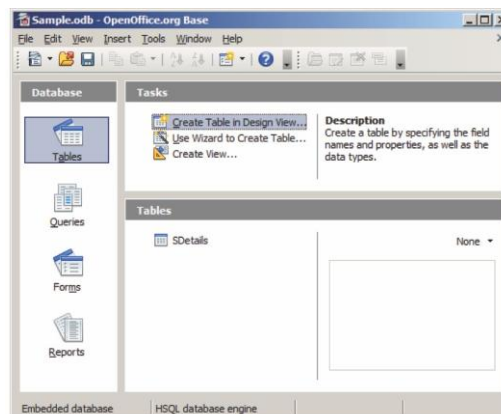 Sample.odb - OpenOffice.org Base
File Edit View Insert Tools Window Help
Database
Tables
Queries
Forms
Reports
Tasks
Create Table in Design View...
Use Wizard to Create Table...
Create View...
Description
Create a table by specifying the field
names and properties, as well as the
data types.
Tables
SDetails
None
Embedded database HSQL database engine